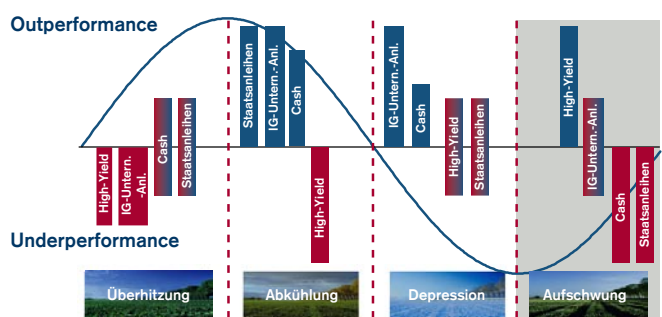 Outperformance
High-Yield
IG-Untern.
-Anl.
Cash
Staatsanleihen
Staatsanleihen
IG-Untern.-Anl.
Cash
High-Yield
IG-Untern.-Anl.
Cash
High-Yield
Staatsanleihen
High-Yield
IG-Untern.-Anl.
Cash
Staatsanleihen
Underperformance
Überhitzung
Abkühlung
Depression
Aufschwung